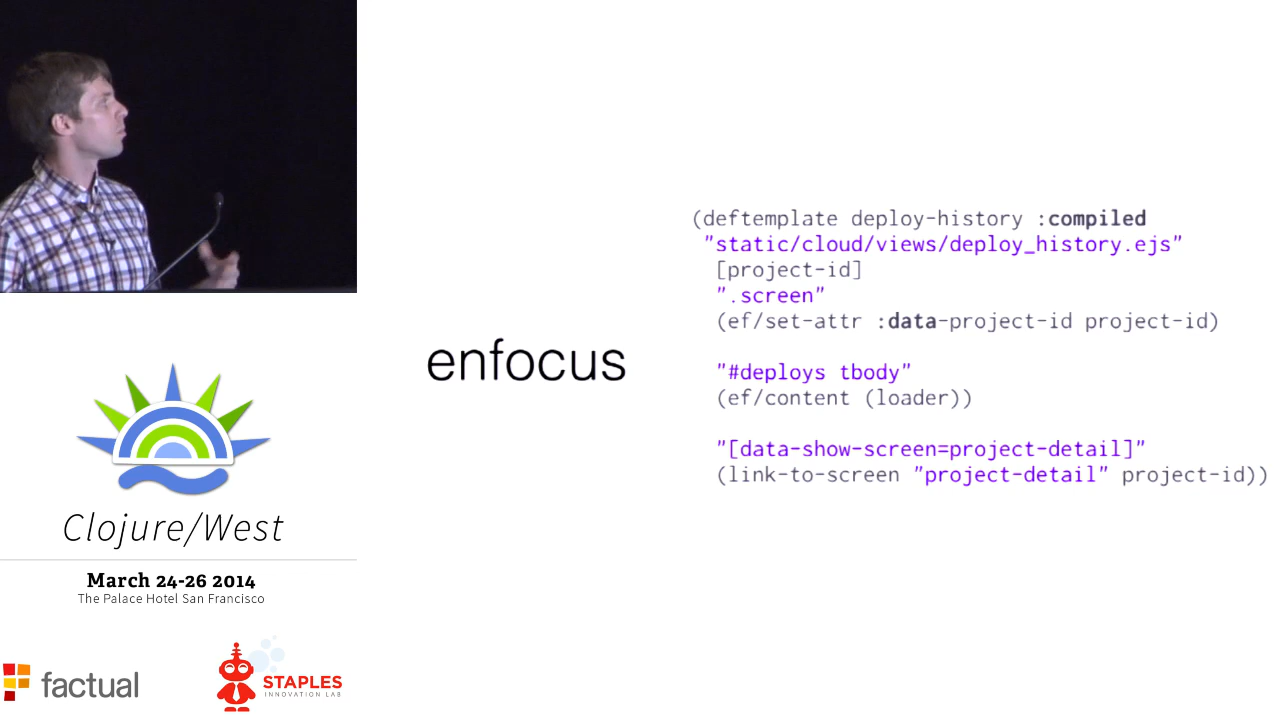 enfocus
(deftemplate deploy-history :compiled
"static/cloud/views/deploy_history.ejs"
[project-id]
".screen"
(ef/set-attr :data-project-id project-id)
"#deploys tbody"
(ef/content (loader))
"[data-show-screen=project-detail]"
(link-to-screen "project-detail" project-id))
Clojure/West
March 24-26 2014
The Palace Hotel San Francisco
factual
STAPLES
INNOVATION LAB